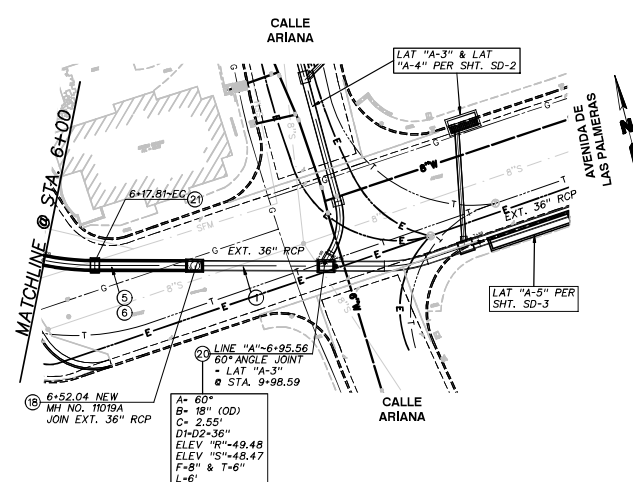 CALLE
ARIANA
LAT "A-3" & LAT
"A-4" PER SHT. SD-2
AVENIDA DE
LAS PALMERAS
N
MATCHLINE @ STA. 6+00
6+17.81~EC
21
SFM
8"S
8"W
EXT. 36" RCP
EXT. 36" RCP
G
T
E
5
6
1
LAT "A-5" PER
SHT. SD-3
20
LINE "A"~6+95.56
60° ANGLE JOINT
- LAT "A-3"
@ STA. 9+98.59
18
6+52.04 NEW
MH NO. 11019A
JOIN EXT. 36" RCP
A= 60°
B= 18" (OD)
C= 2.55'
D1=D2=36"
ELEV "R"=49.48
ELEV "S"=48.47
F=8" & T=6"
L=6'
CALLE
ARIANA